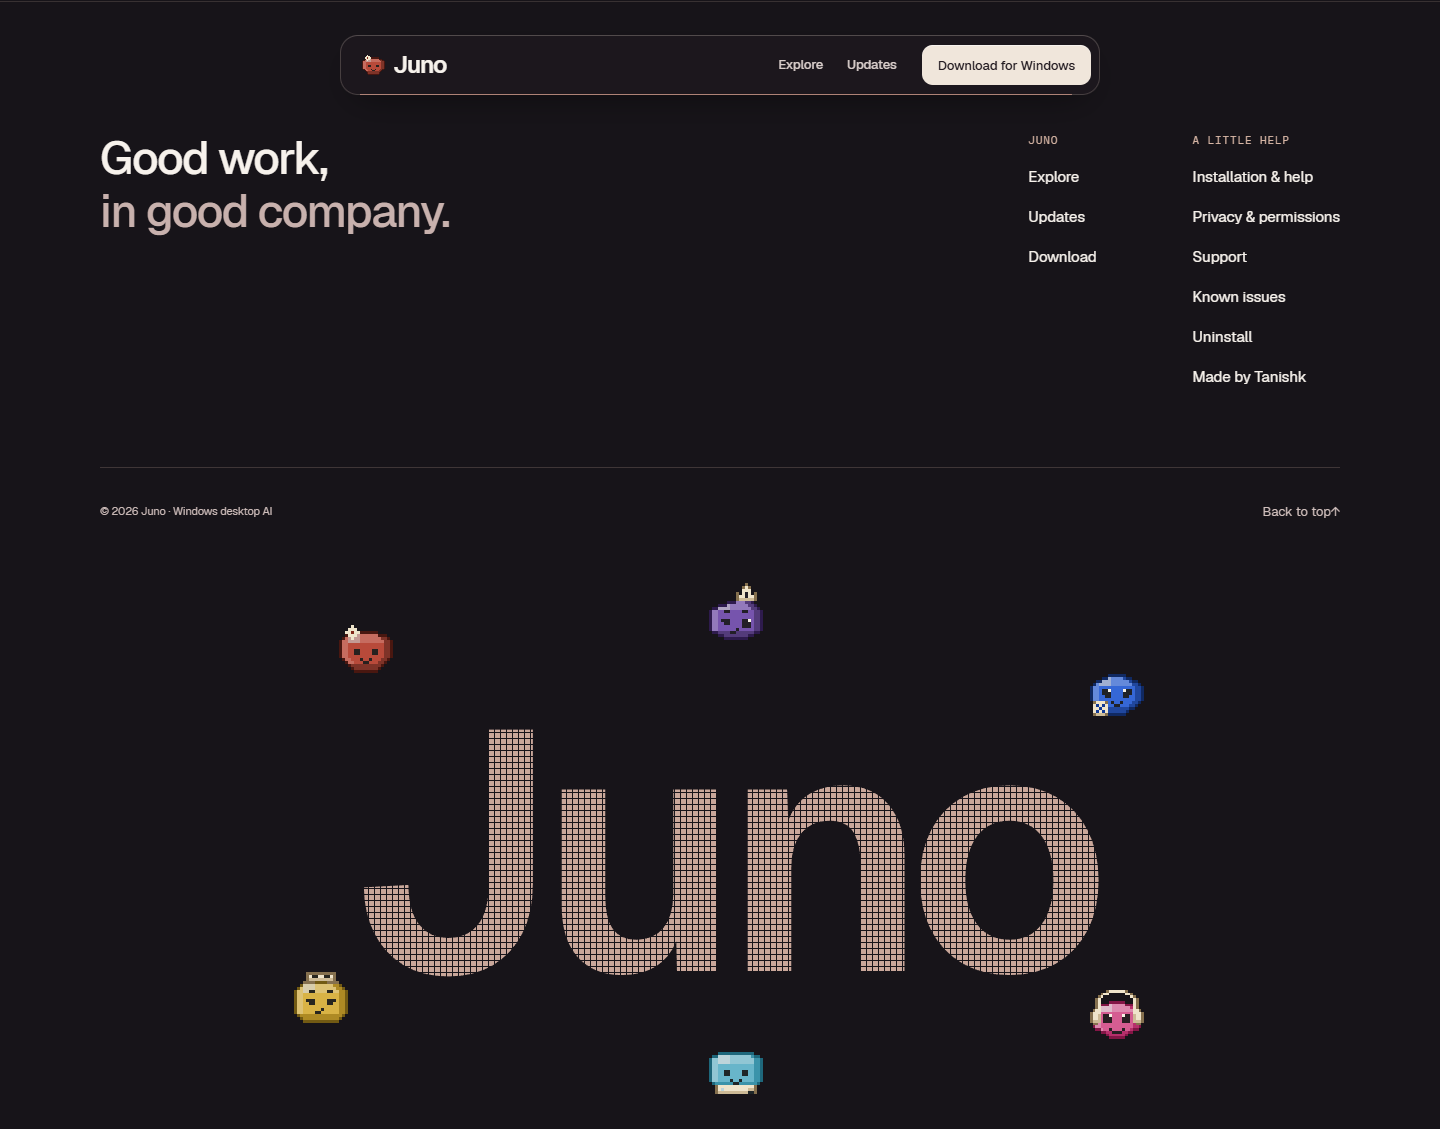 Juno
Explore
Updates
Download for Windows
Good work,
in good company.
JUNO
Explore
Updates
Download
A LITTLE HELP
Installation & help
Privacy & permissions
Support
Known issues
Uninstall
Made by Tanishk
© 2026 Juno · Windows desktop AI
Back to top↑
Juno